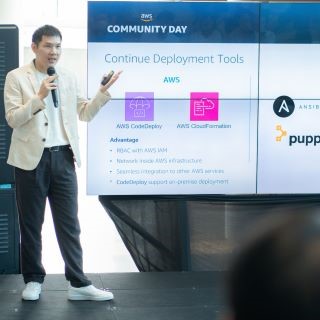 aws
COMMUNITY DAY
Continue Deployment Tools
AWS
AWS CodeDeploy
AWS CloudFormation
Advantage
• RBAC with AWS IAM
• Network inside AWS infrastructure
• Seamless integration to other AWS services
• CodeDeploy support on-premise deployment
ANSIB
pupp